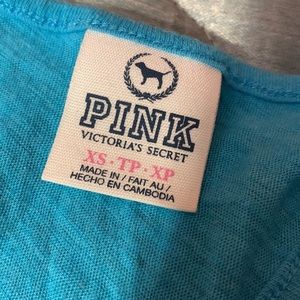 PINK
VICTORIA'S SECRET
XS · TP · XP
MADE IN / FAIT AU /
HECHO EN CAMBODIA